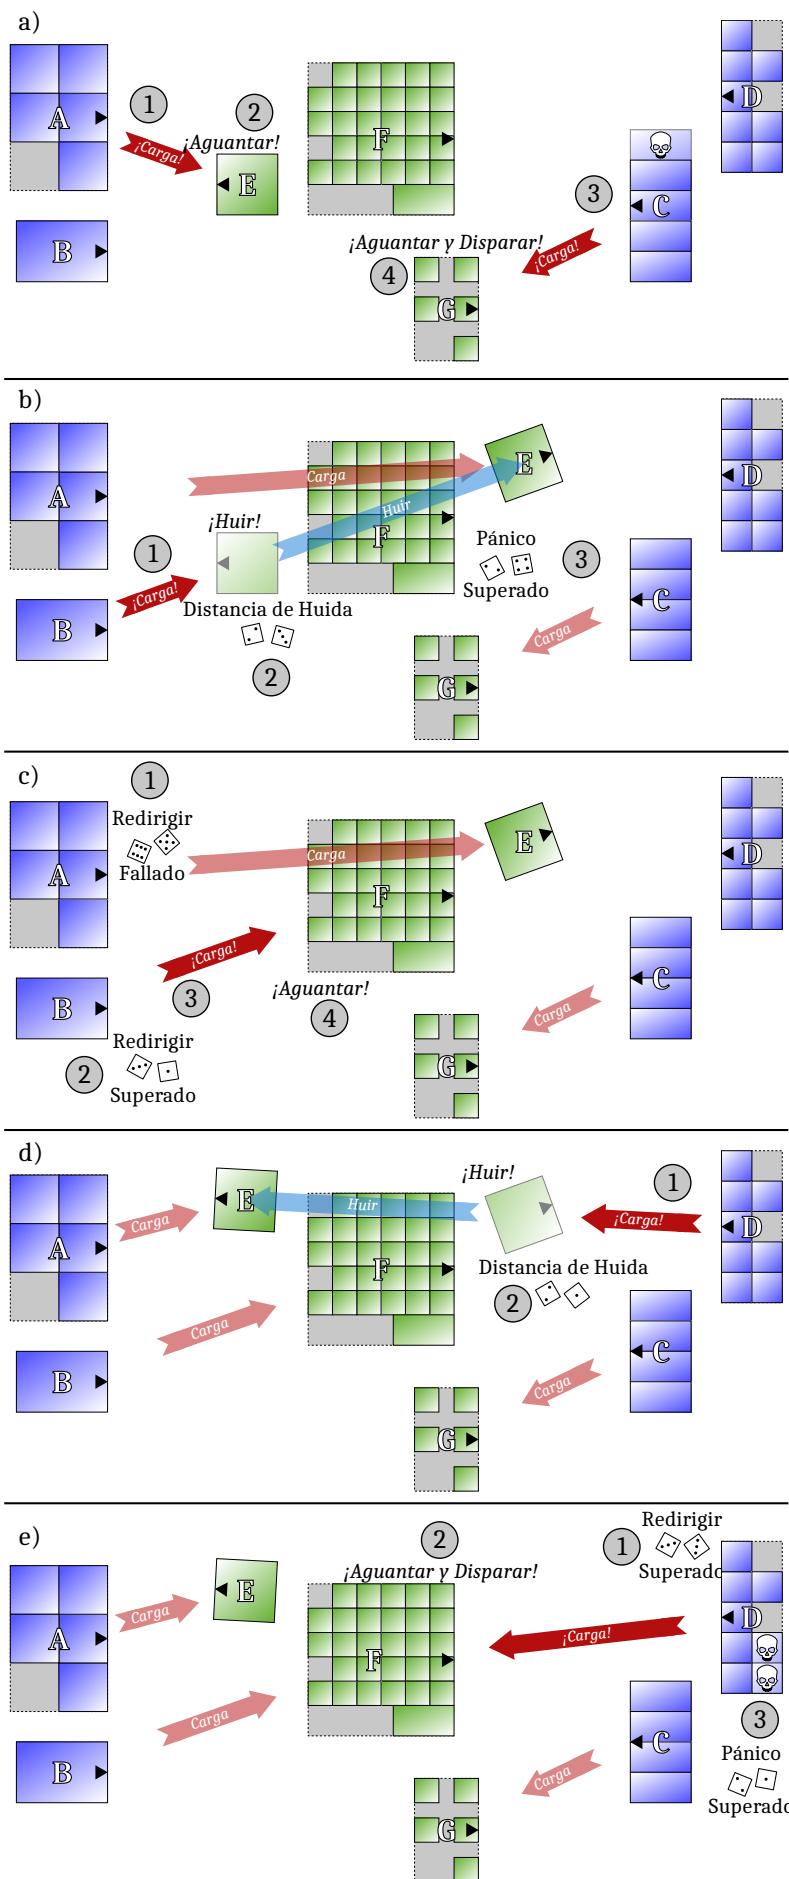 a)
A
1
¡Carga!
2
¡Aguantar!
E
F
D
B
3
C
¡Carga!
¡Aguantar y Disparar!
4
G
b)
A
Carga
E
D
Huir
¡Huir!
F
1
¡Carga!
Pánico
Superado
3
C
B
Distancia de Huida
2
Carga
G
c)
1
Redirigir
Fallado
A
Carga
E
D
F
¡Carga!
3
¡Aguantar!
4
B
C
Carga
2
Redirigir
Superado
G
d)
¡Huir!
1
A
Carga
E
Huir
¡Carga!
D
F
Distancia de Huida
2
Carga
B
C
Carga
G
e)
2
¡Aguantar y Disparar!
1
Redirigir
Superado
A
Carga
E
F
¡Carga!
D
Carga
B
C
3
Pánico
Superado
Carga
G